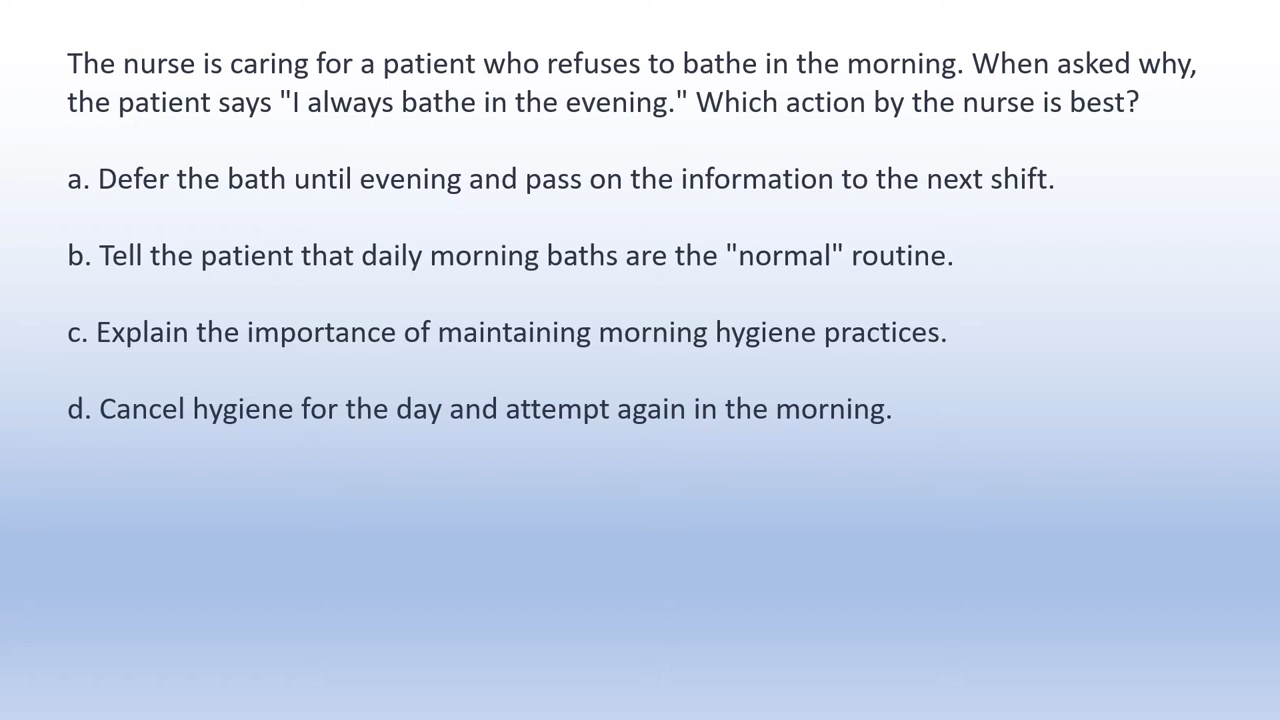 The nurse is caring for a patient who refuses to bathe in the morning. When asked why,
the patient says "I always bathe in the evening." Which action by the nurse is best?
a. Defer the bath until evening and pass on the information to the next shift.
b. Tell the patient that daily morning baths are the "normal" routine.
c. Explain the importance of maintaining morning hygiene practices.
d. Cancel hygiene for the day and attempt again in the morning.